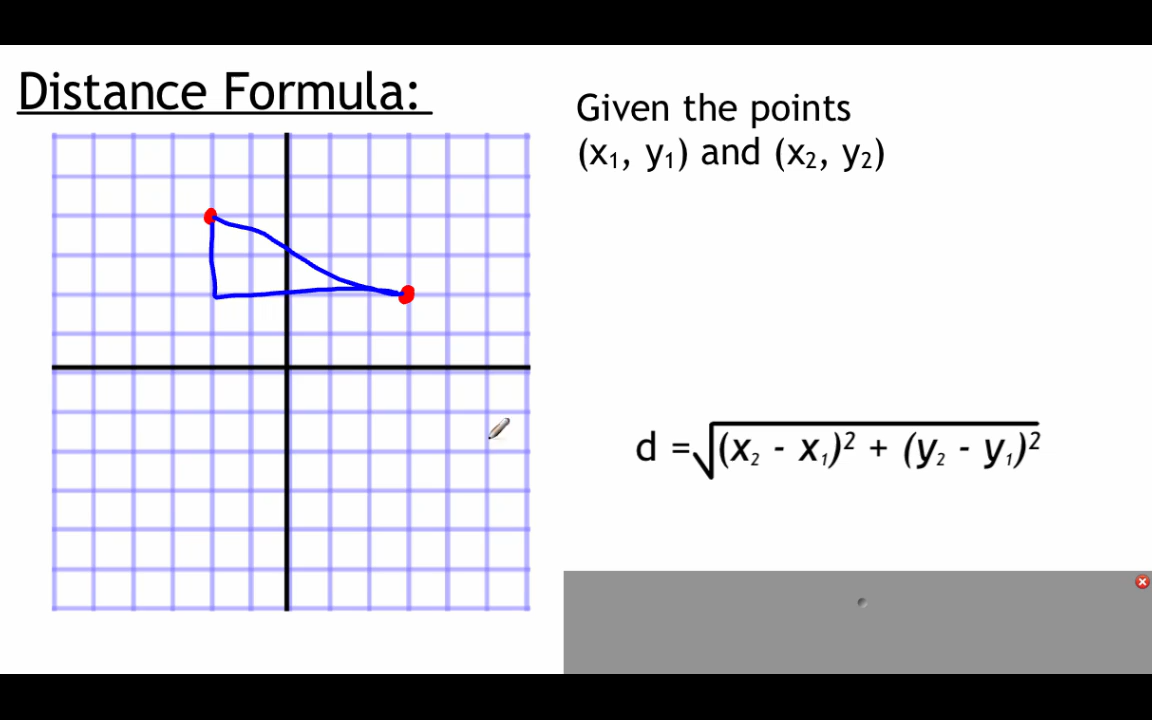 Distance Formula:
Given the points
(x₁, y₁) and (x₂, y₂)
d = √(x₂ - x₁)² + (y₂ - y₁)²